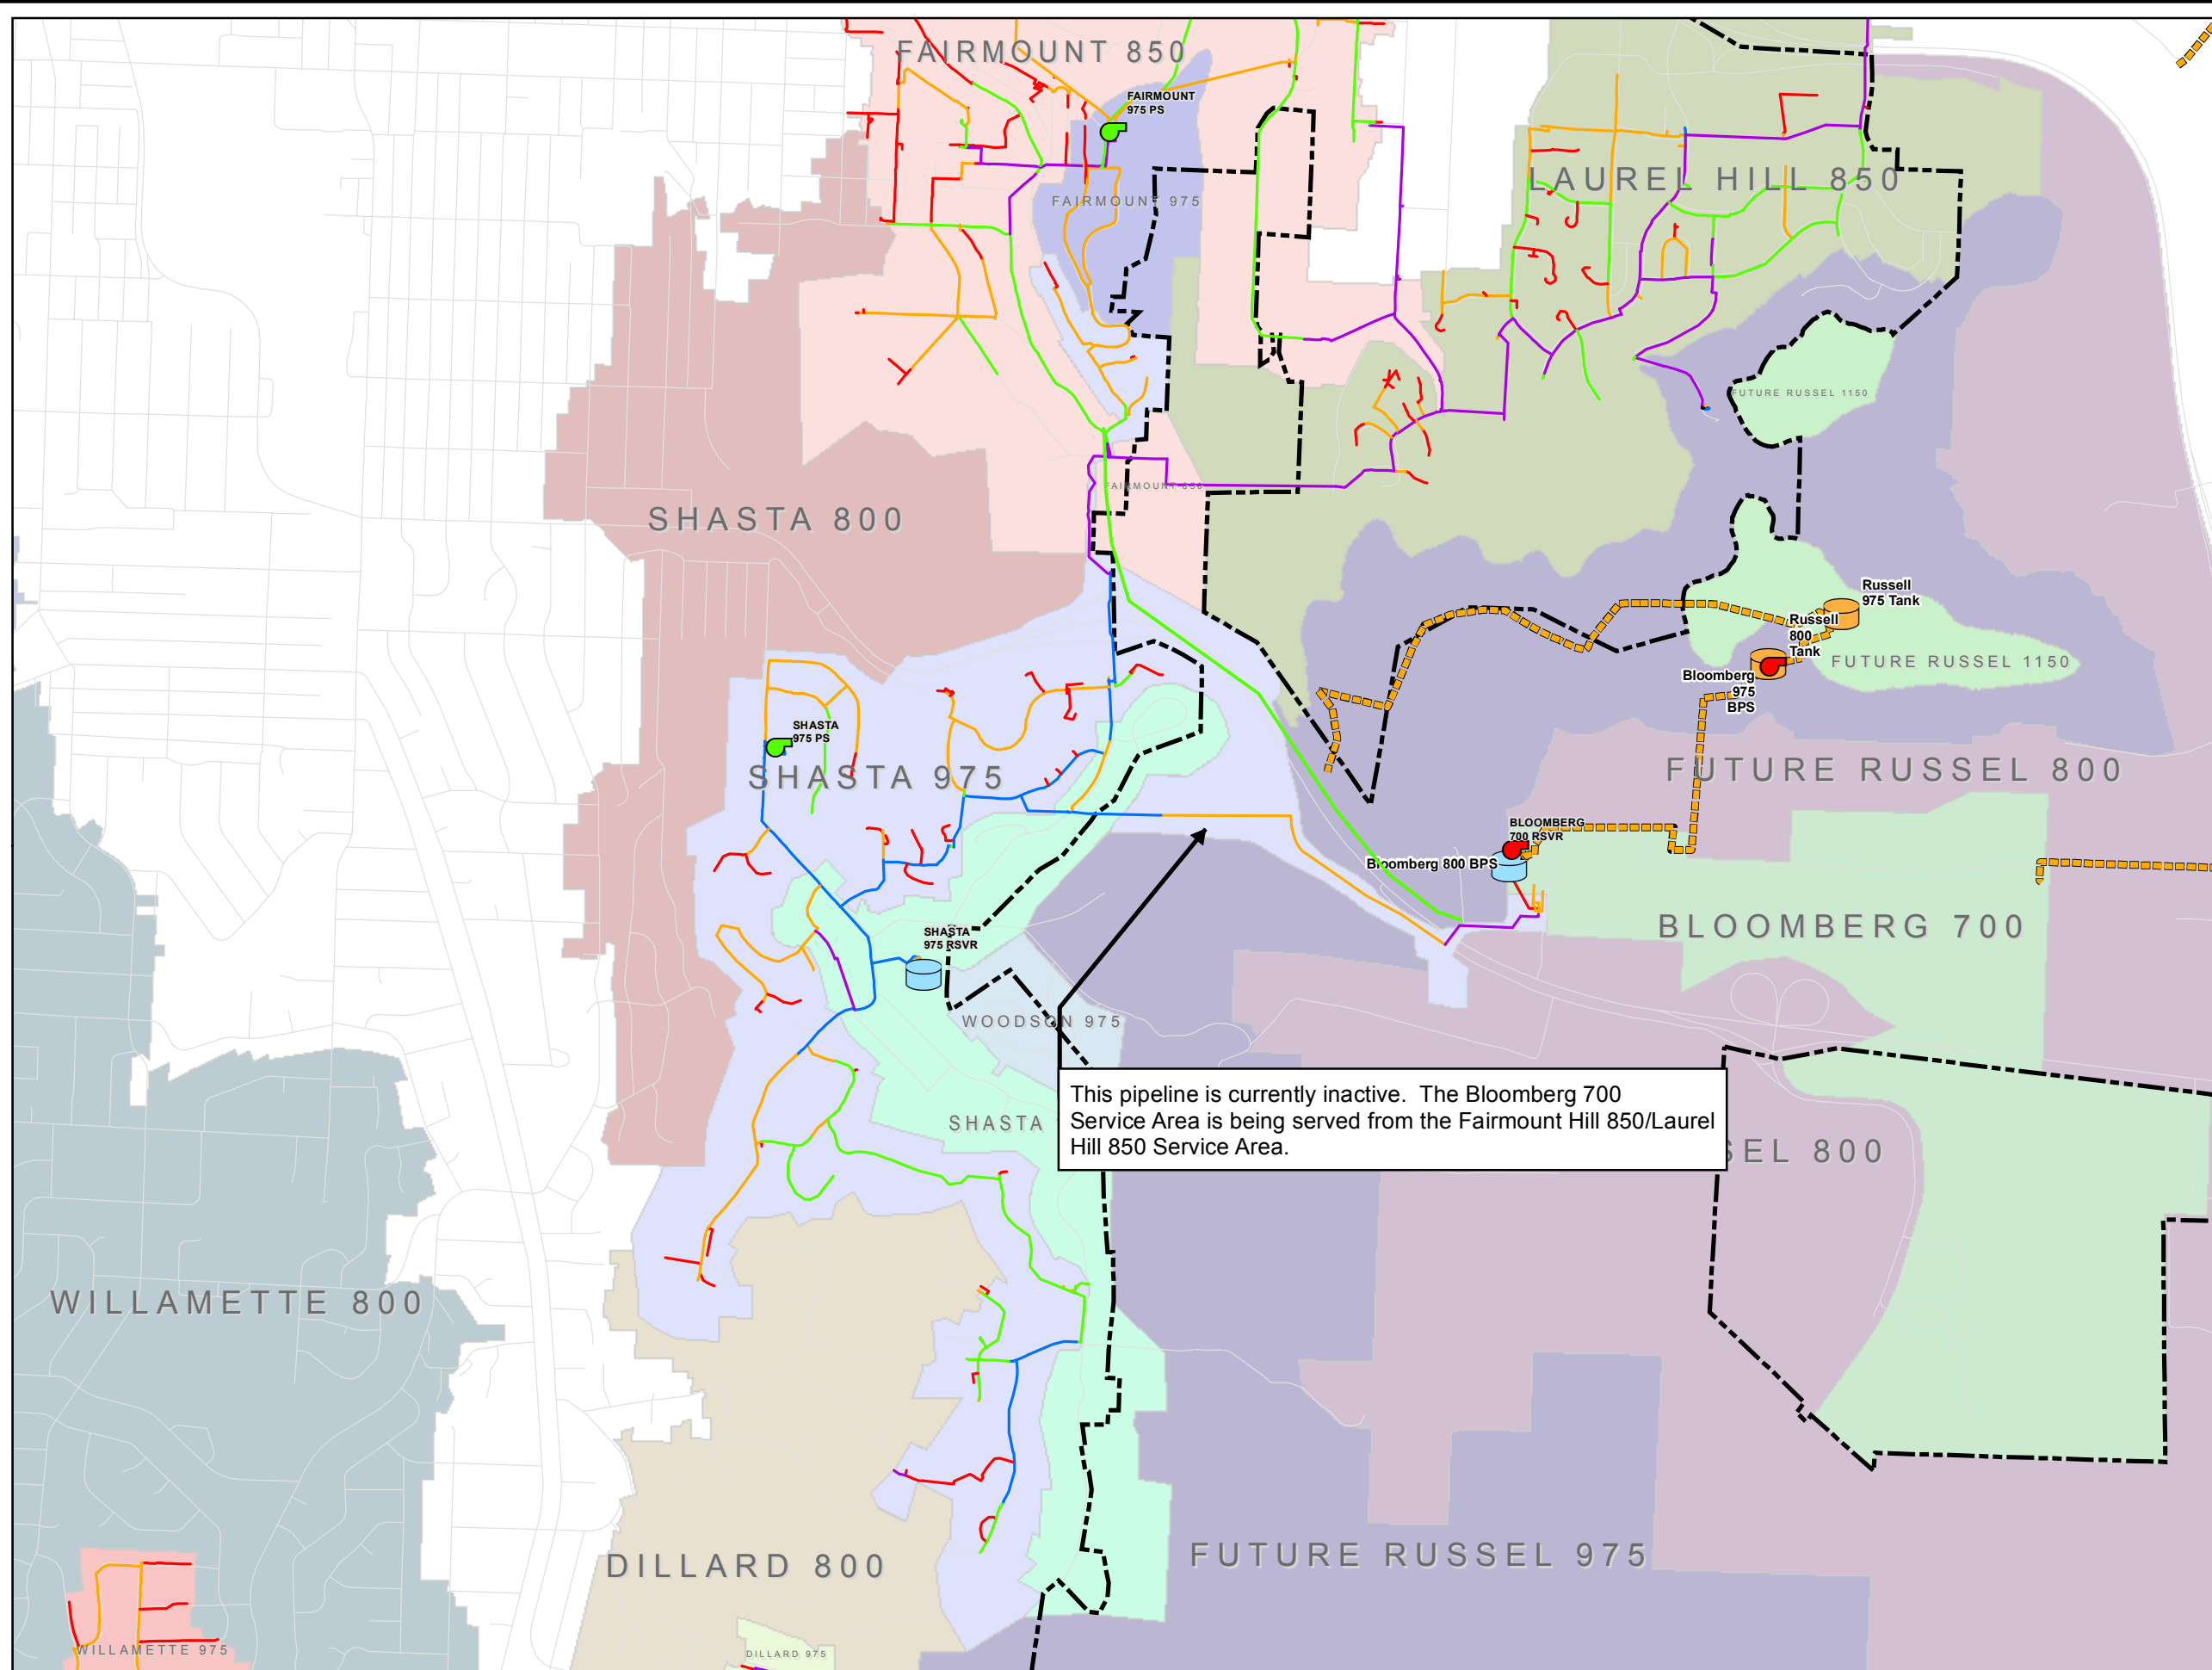 FAIRMOUNT 850
FAIRMOUNT
975 PS
LAUREL HILL 850
FAIRMOUNT 975
FUTURE RUSSEL 1150
FAIRMOUNT 850
SHASTA 800
Russell
975 Tank
Russell
800
Tank
FUTURE RUSSEL 1150
Bloomberg
975
BPS
SHASTA
975 PS
SHASTA 975
FUTURE RUSSEL 800
BLOOMBERG
700 RSVR
Bloomberg 800 BPS
BLOOMBERG 700
SHASTA
975 RSVR
WOODSON 975
This pipeline is currently inactive. The Bloomberg 700
Service Area is being served from the Fairmount Hill 850/Laurel
Hill 850 Service Area.
SHASTA
SEL 800
WILLAMETTE 800
DILLARD 800
FUTURE RUSSEL 975
WILLAMETTE 975
DILLARD 975